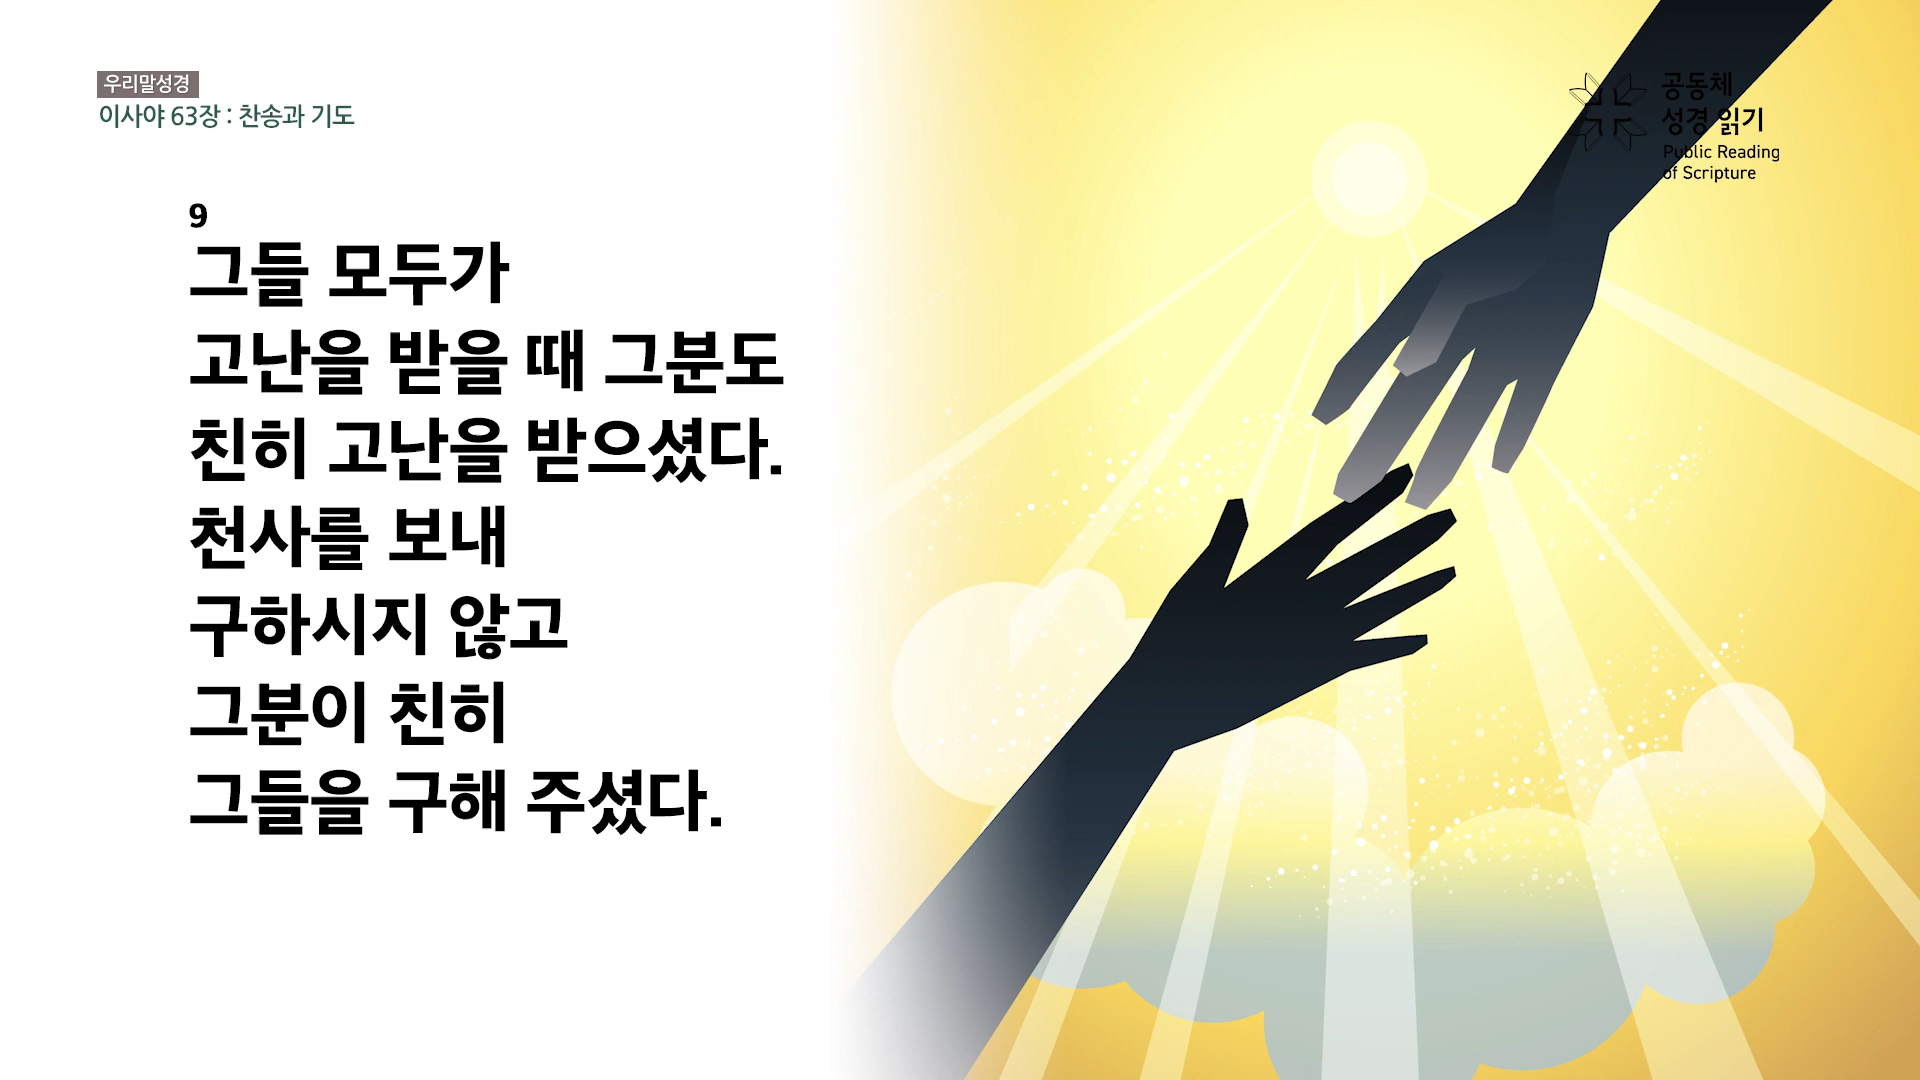 우리말성경
이사야 63장 : 찬송과 기도
9
그들 모두가
고난을 받을 때 그분도
친히 고난을 받으셨다.
천사를 보내
구하시지 않고
그분이 친히
그들을 구해 주셨다.
공동체
성경 읽기
Public Reading
of Scripture